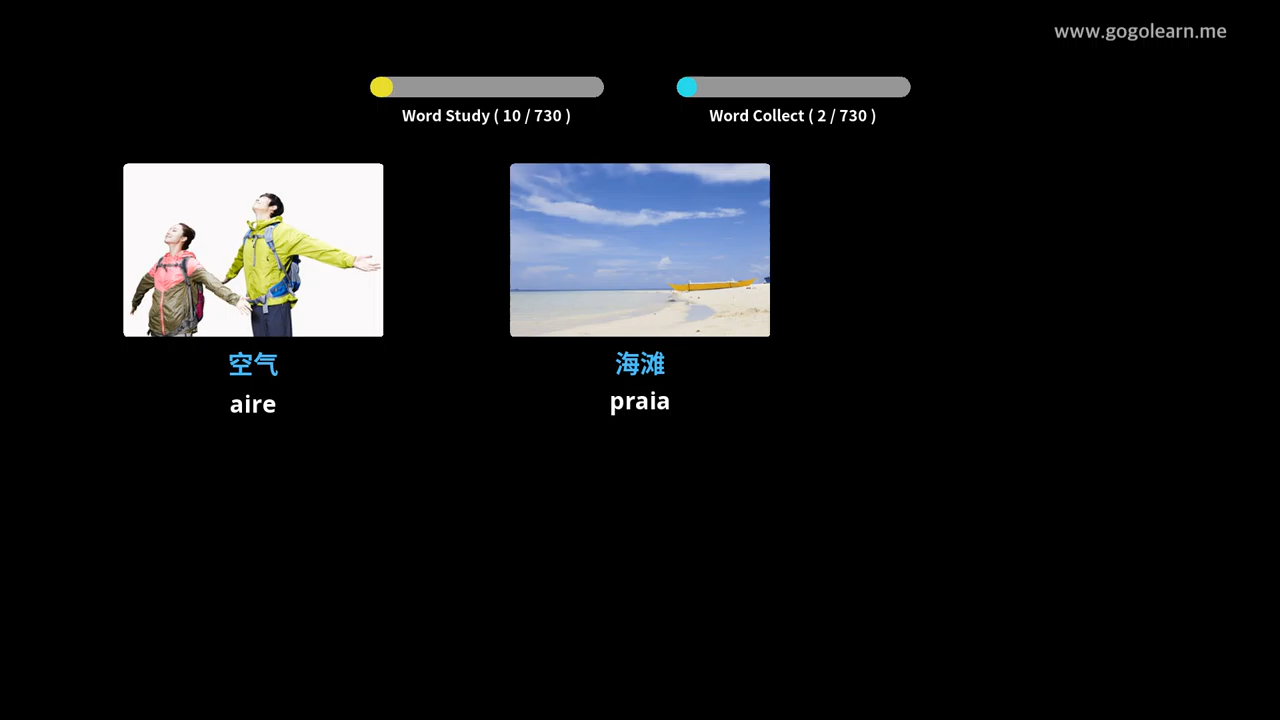 www.gogolearn.me
Word Study ( 10 / 730 )
Word Collect ( 2 / 730 )
空气
aire
海滩
praia